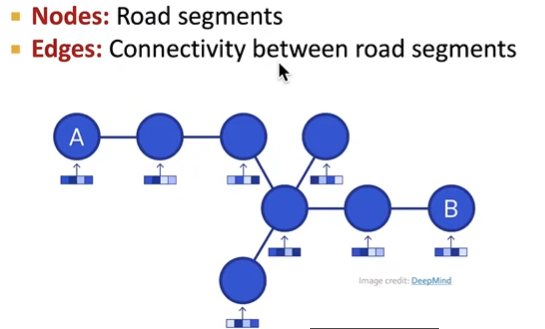 Nodes: Road segments
Edges: Connectivity between road segments
A
B
Image credit: DeepMind